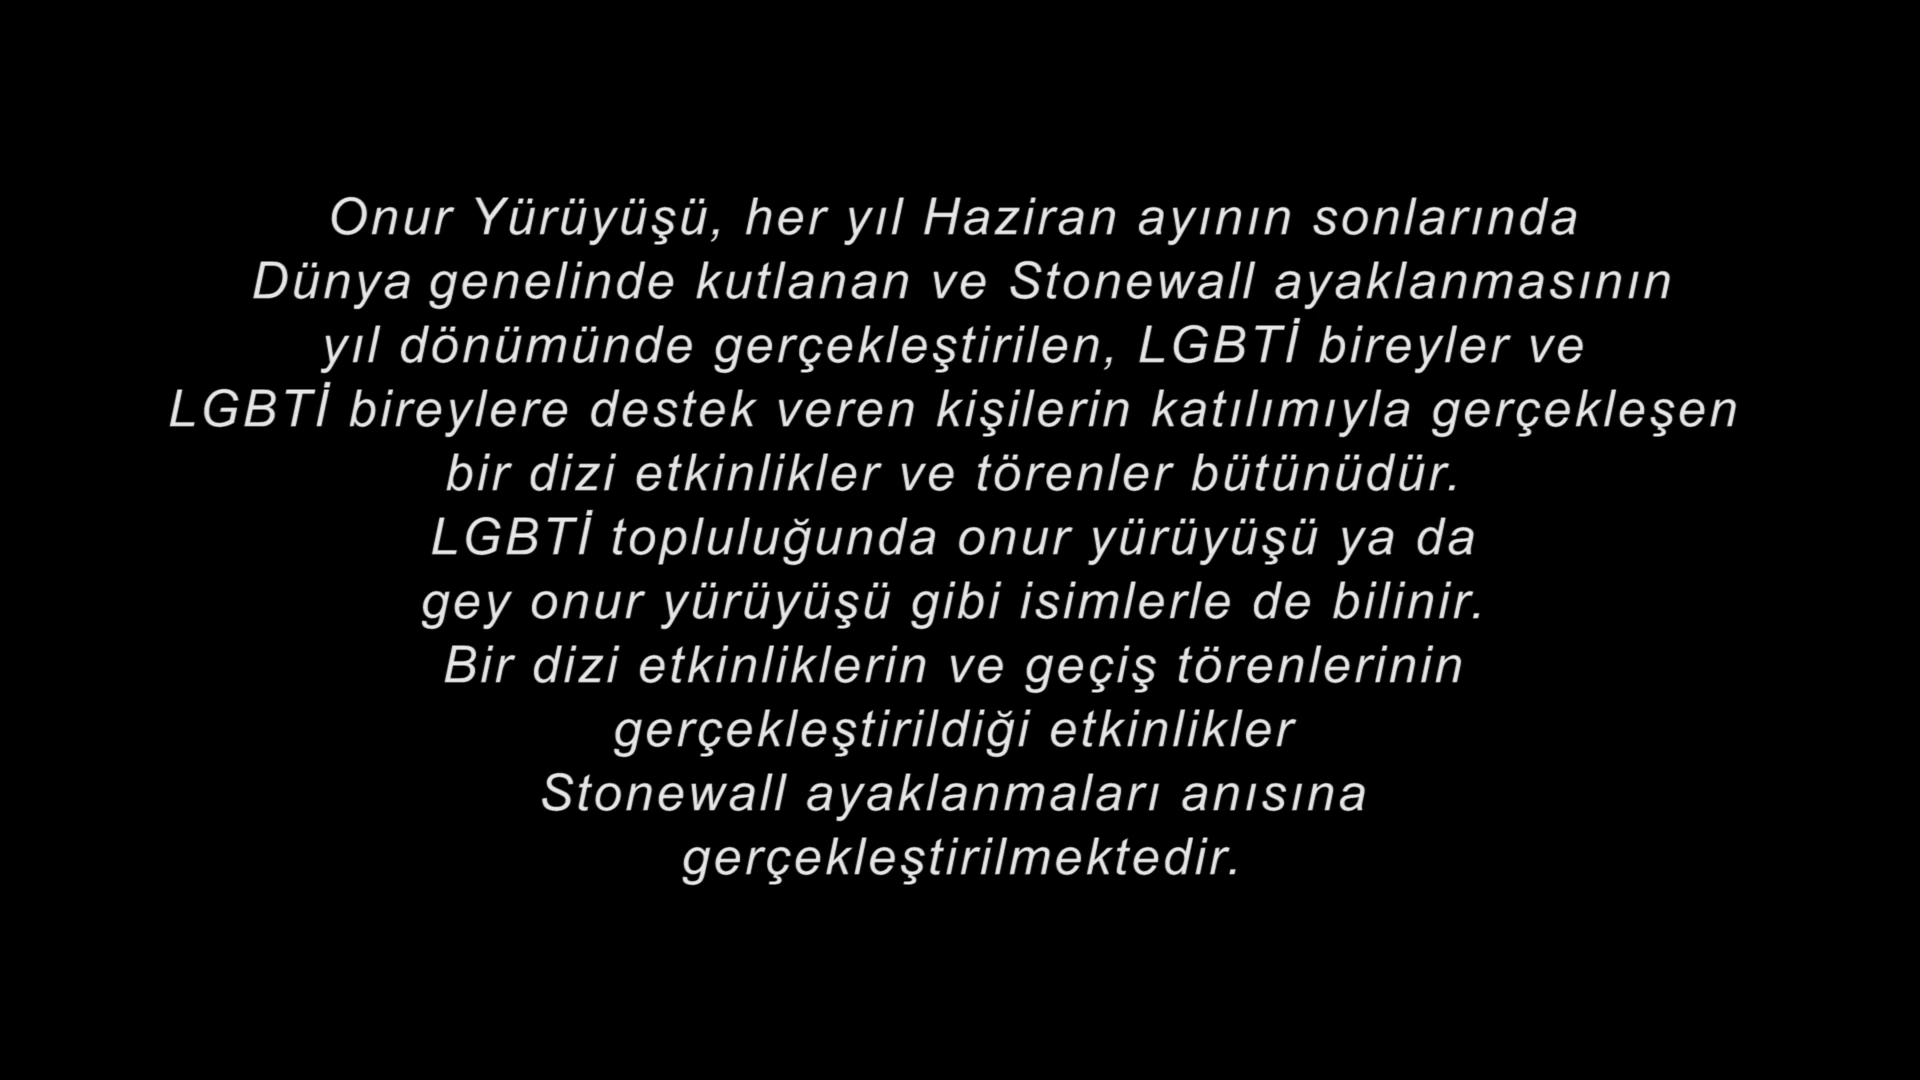 Onur Yürüyüşü, her yıl Haziran ayının sonlarında
Dünya genelinde kutlanan ve Stonewall ayaklanmasının
yıl dönümünde gerçekleştirilen, LGBTİ bireyler ve
LGBTİ bireylere destek veren kişilerin katılımıyla gerçekleşen
bir dizi etkinlikler ve törenler bütünüdür.
LGBTİ topluluğunda onur yürüyüşü ya da
gey onur yürüyüşü gibi isimlerle de bilinir.
Bir dizi etkinliklerin ve geçiş törenlerinin
gerçekleştirildiği etkinlikler
Stonewall ayaklanmaları anısına
gerçekleştirilmektedir.